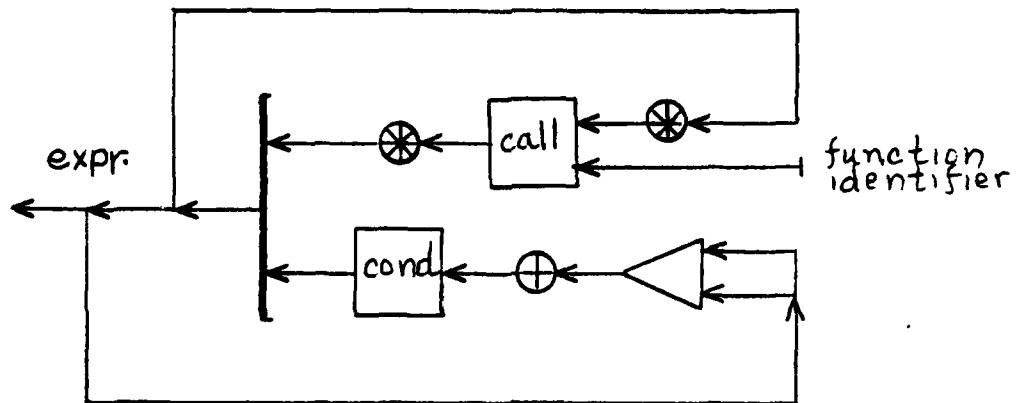 expr.
call
function
identifier
cond